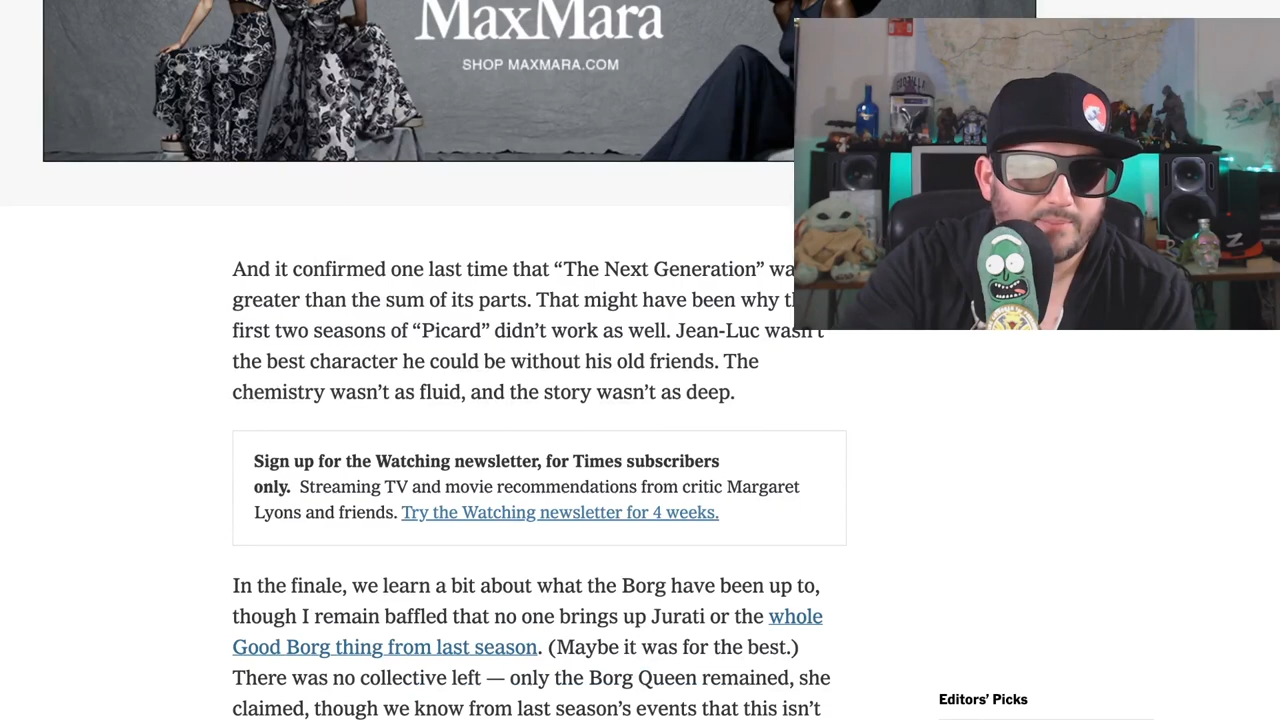 MaxMara
SHOP MAXMARA.COM
And it confirmed one last time that “The Next Generation”
greater than the sum of its parts. That might have been why
first two seasons of “Picard” didn’t work as well. Jean-Luc wasn’t
the best character he could be without his old friends. The
chemistry wasn’t as fluid, and the story wasn’t as deep.
Sign up for the Watching newsletter, for Times subscribers
only. Streaming TV and movie recommendations from critic Margaret
Lyons and friends. Try the Watching newsletter for 4 weeks.
In the finale, we learn a bit about what the Borg have been up to,
though I remain baffled that no one brings up Jurati or the whole
Good Borg thing from last season. (Maybe it was for the best.)
There was no collective left — only the Borg Queen remained, she
claimed, though we know from last season’s events that this isn’t
Editors’ Picks
Z